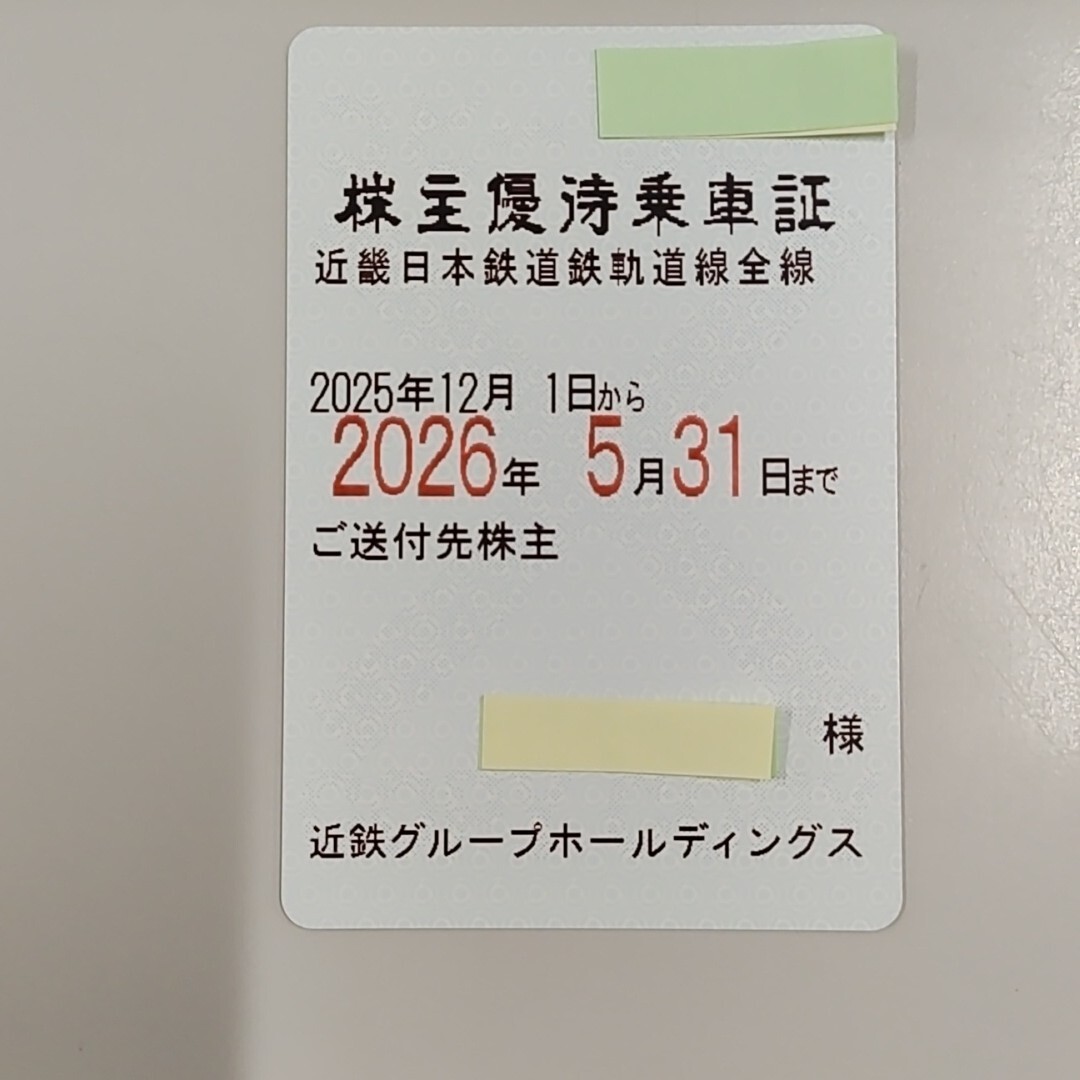 株主優待乗車証
近畿日本鉄道鉄軌道線全線
2025年12月 1日から
2026年 5月31日まで
ご送付先株主
様
近鉄グループホールディングス